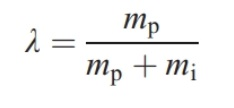 λ = m_p / (m_p + m_i)